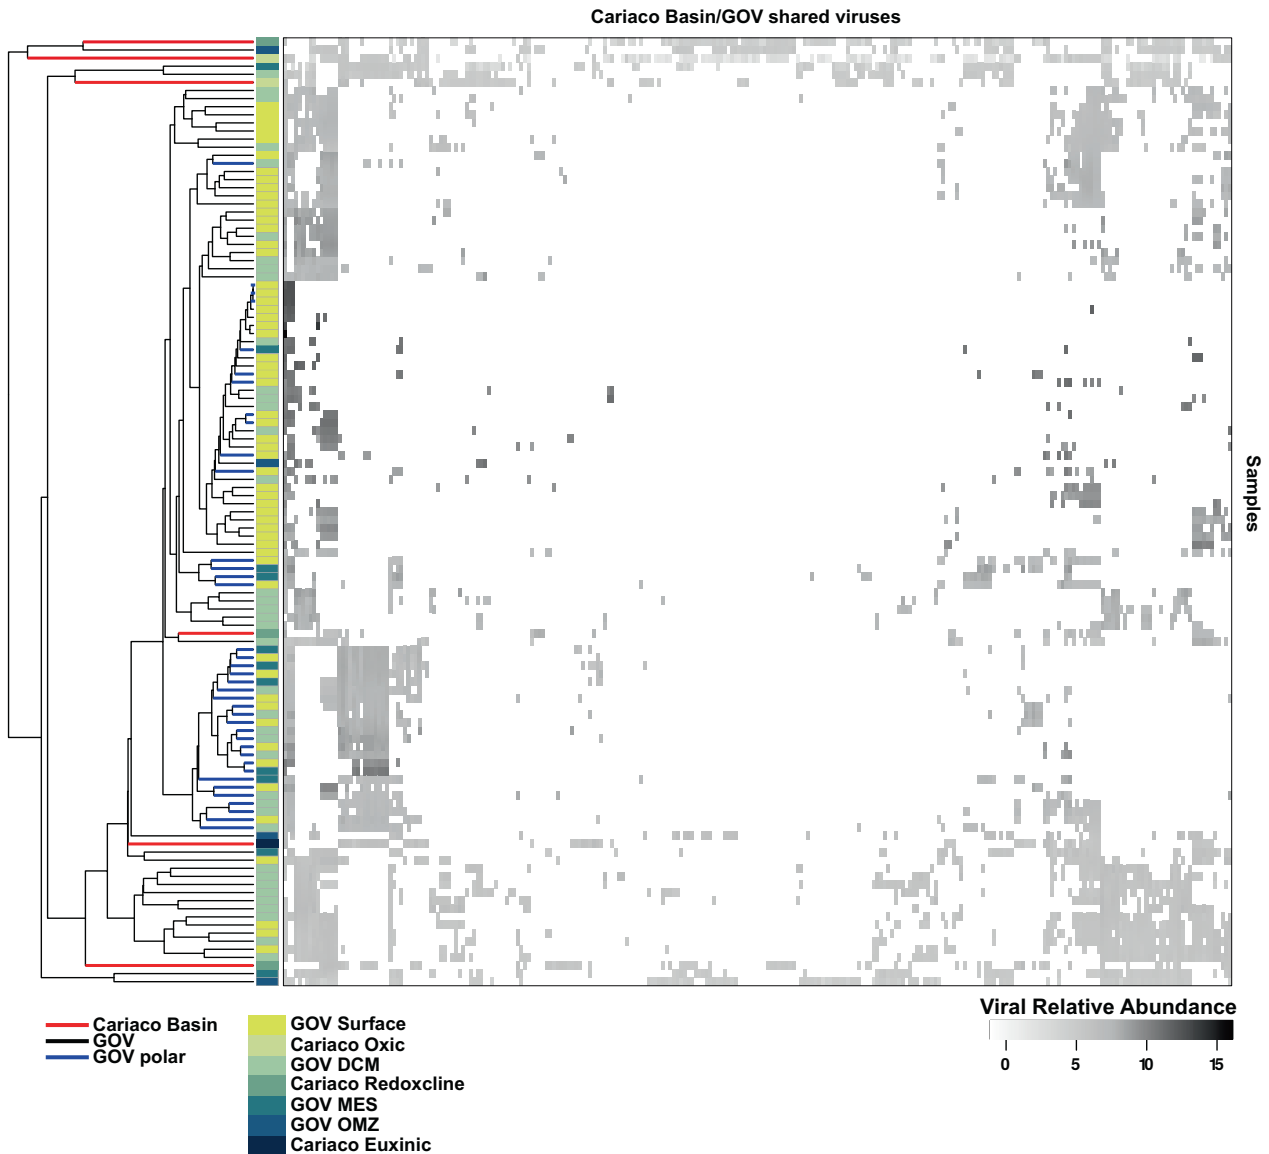 Cariaco Basin/GOV shared viruses
Samples
Cariaco Basin
GOV
GOV polar
GOV Surface
Cariaco Oxic
GOV DCM
Cariaco Redoxcline
GOV MES
GOV OMZ
Cariaco Euxinic
Viral Relative Abundance
0 5 10 15